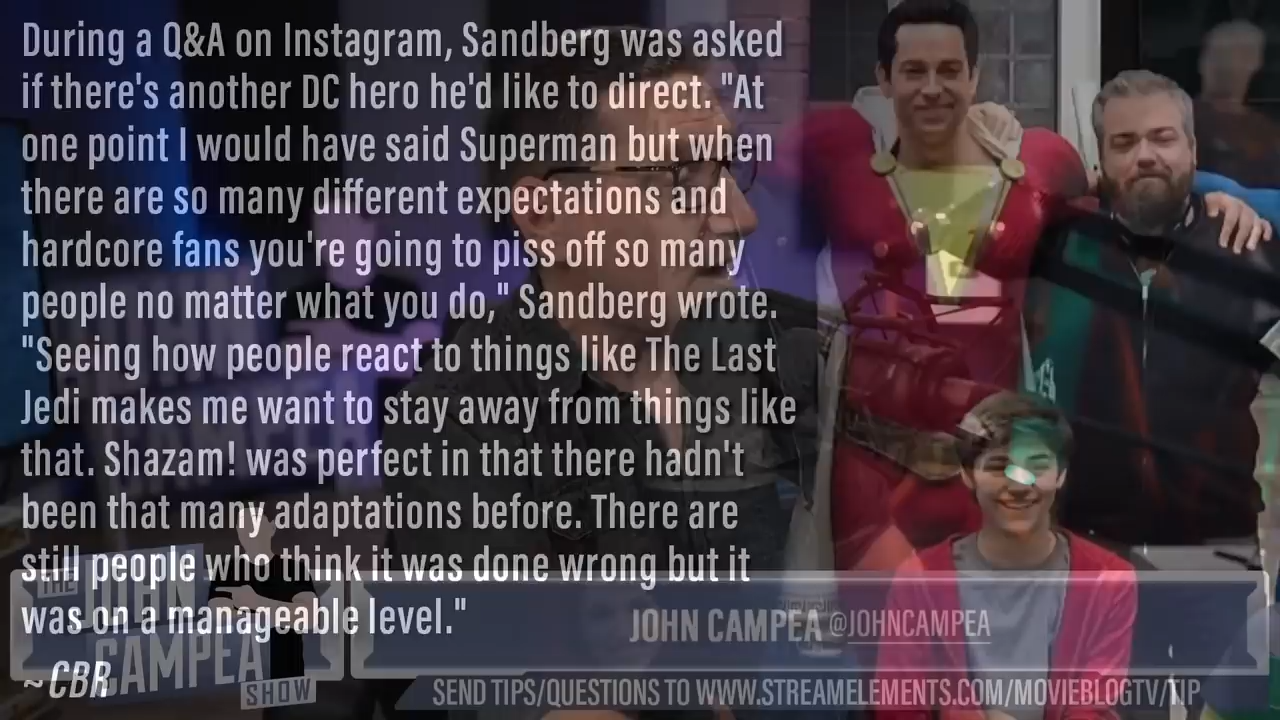 During a Q&A on Instagram, Sandberg was asked
if there's another DC hero he'd like to direct. "At
one point I would have said Superman but when
there are so many different expectations and
hardcore fans you're going to piss off so many
people no matter what you do," Sandberg wrote.
"Seeing how people react to things like The Last
Jedi makes me want to stay away from things like
that. Shazam! was perfect in that there hadn't
been that many adaptations before. There are
still people who think it was done wrong but it
was on a manageable level."
~CBR
THE
JOHN
CAMPEA
SHOW
JOHN CAMPEA @JOHNCAMPEA
SEND TIPS/QUESTIONS TO WWW.STREAMELEMENTS.COM/MOVIEBLOGTV/TIP